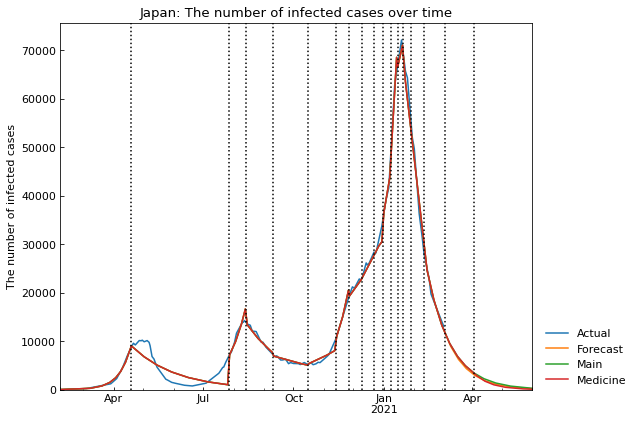 Japan: The number of infected cases over time
The number of infected cases
70000
60000
50000
40000
30000
20000
10000
0
Apr
Jul
Oct
Jan
2021
Apr
Actual
Forecast
Main
Medicine